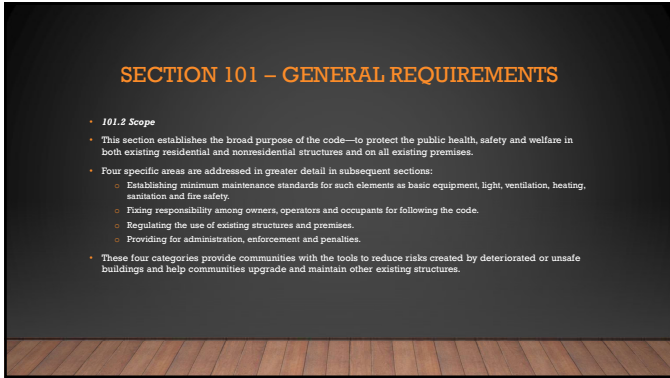 SECTION 101 – GENERAL REQUIREMENTS
• 101.2 Scope
• This section establishes the broad purpose of the code—to protect the public health, safety and welfare in
both existing residential and nonresidential structures and on all existing premises.
• Four specific areas are addressed in greater detail in subsequent sections:
o Establishing minimum maintenance standards for such elements as basic equipment, light, ventilation, heating,
sanitation and fire safety.
o Fixing responsibility among owners, operators and occupants for following the code.
o Regulating the use of existing structures and premises.
o Providing for administration, enforcement and penalties.
• These four categories provide communities with the tools to reduce risks created by deteriorated or unsafe
buildings and help communities upgrade and maintain other existing structures.